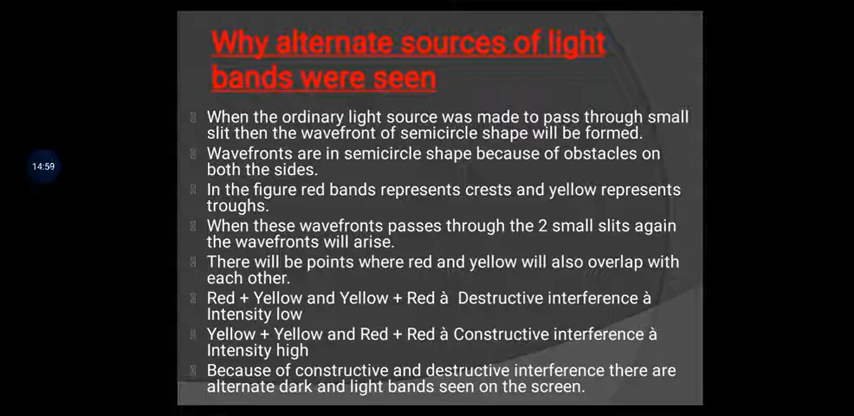 Why alternate sources of light
bands were seen
When the ordinary light source was made to pass through small
slit then the wavefront of semicircle shape will be formed.
Wavefronts are in semicircle shape because of obstacles on
both the sides.
14:59
In the figure red bands represents crests and yellow represents
troughs.
When these wavefronts passes through the 2 small slits again
the wavefronts will arise.
There will be points where red and yellow will also overlap with
each other.
Red + Yellow and Yellow + Red à Destructive interference à
Intensity low
Yellow + Yellow and Red + Red à Constructive interference à
Intensity high
Because of constructive and destructive interference there are
alternate dark and light bands seen on the screen.